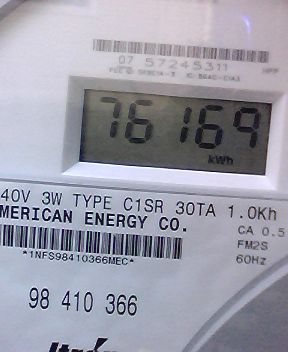 07 57245311
76169
kWh
40V 3W TYPE C1SR 30TA 1.0Kh
MERICAN ENERGY CO.
CA 0.5
FM2S
60Hz
*1NFS98410366MEC*
98 410 366
Itrón